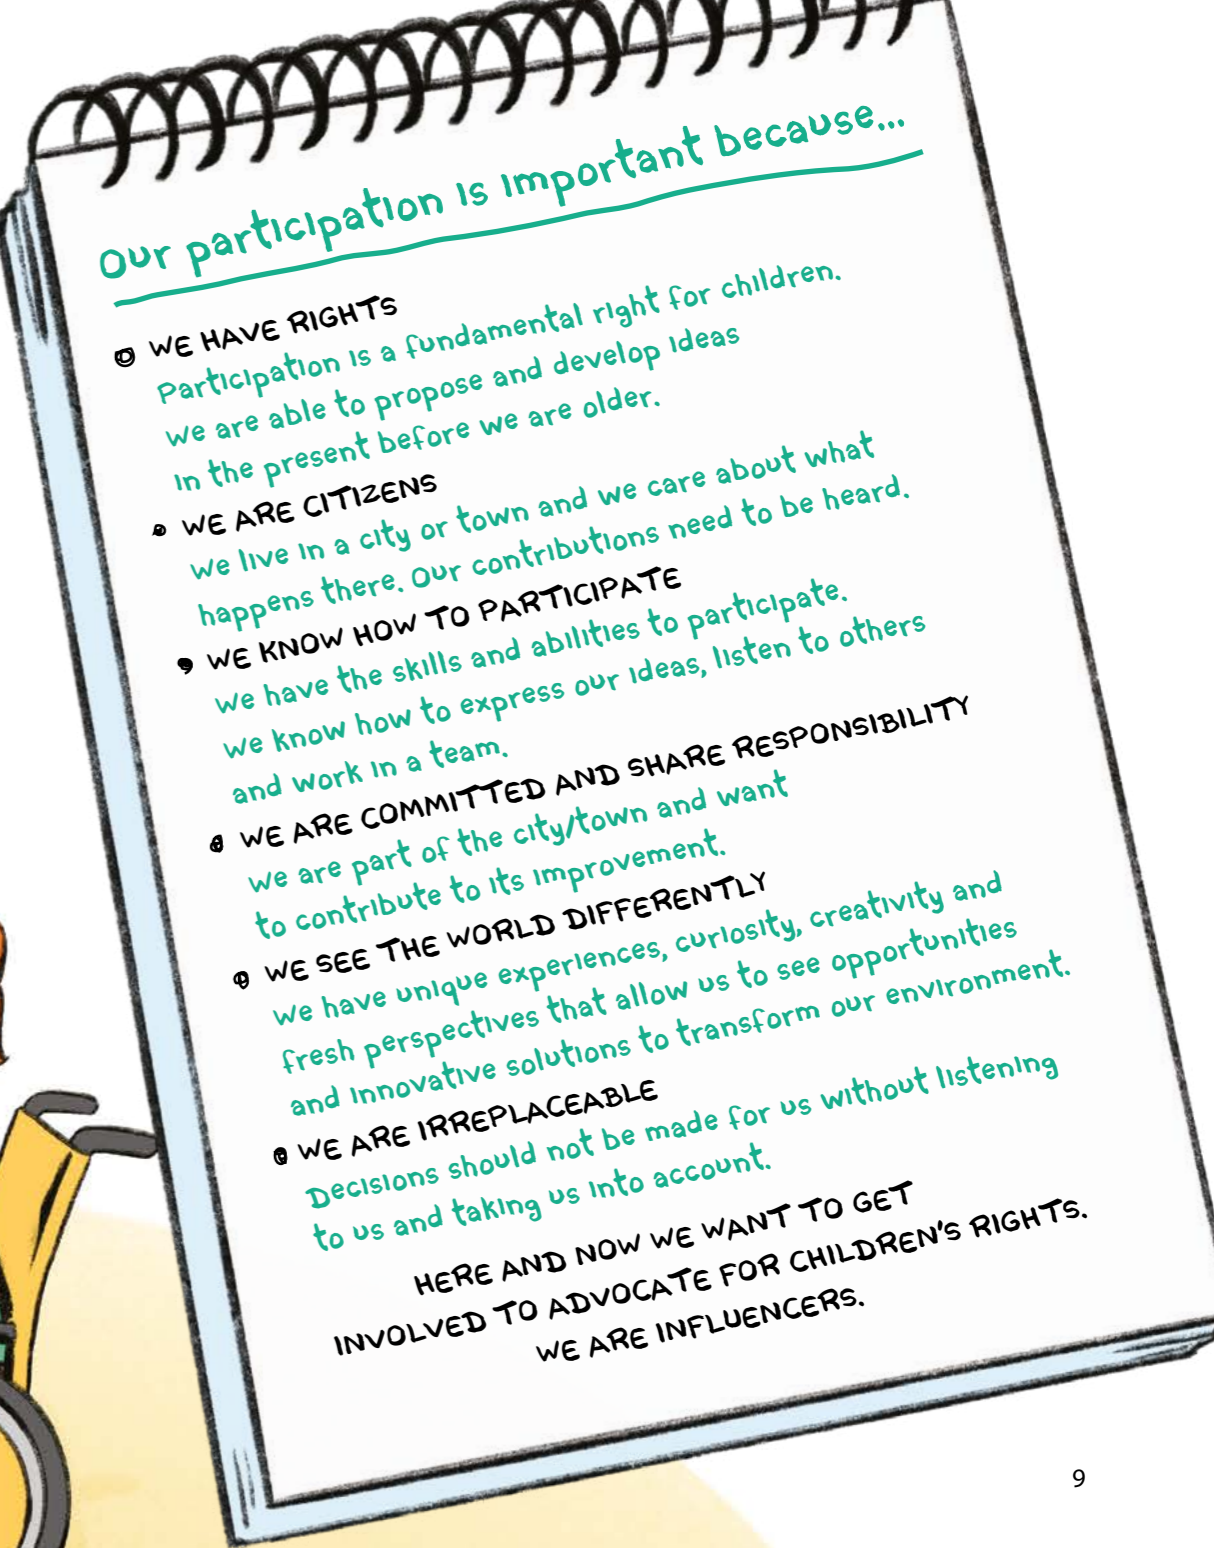 Our participation is important because...
WE HAVE RIGHTS
Participation is a fundamental right for children.
We are able to propose and develop ideas
in the present before we are older.
WE ARE CITIZENS
We live in a city or town and we care about what
happens there. Our contributions need to be heard.
WE KNOW HOW TO PARTICIPATE
We have the skills and abilities to participate.
We know how to express our ideas, listen to others
and work in a team.
WE ARE COMMITTED AND SHARE RESPONSIBILITY
We are part of the city/town and want
to contribute to its improvement.
WE SEE THE WORLD DIFFERENTLY
We have unique experiences, curiosity, creativity and
fresh perspectives that allow us to see opportunities
and innovative solutions to transform our environment.
WE ARE IRREPLACEABLE
Decisions should not be made for us without listening
to us and taking us into account.
HERE AND NOW WE WANT TO GET
INVOLVED TO ADVOCATE FOR CHILDREN'S RIGHTS.
WE ARE INFLUENCERS.
9